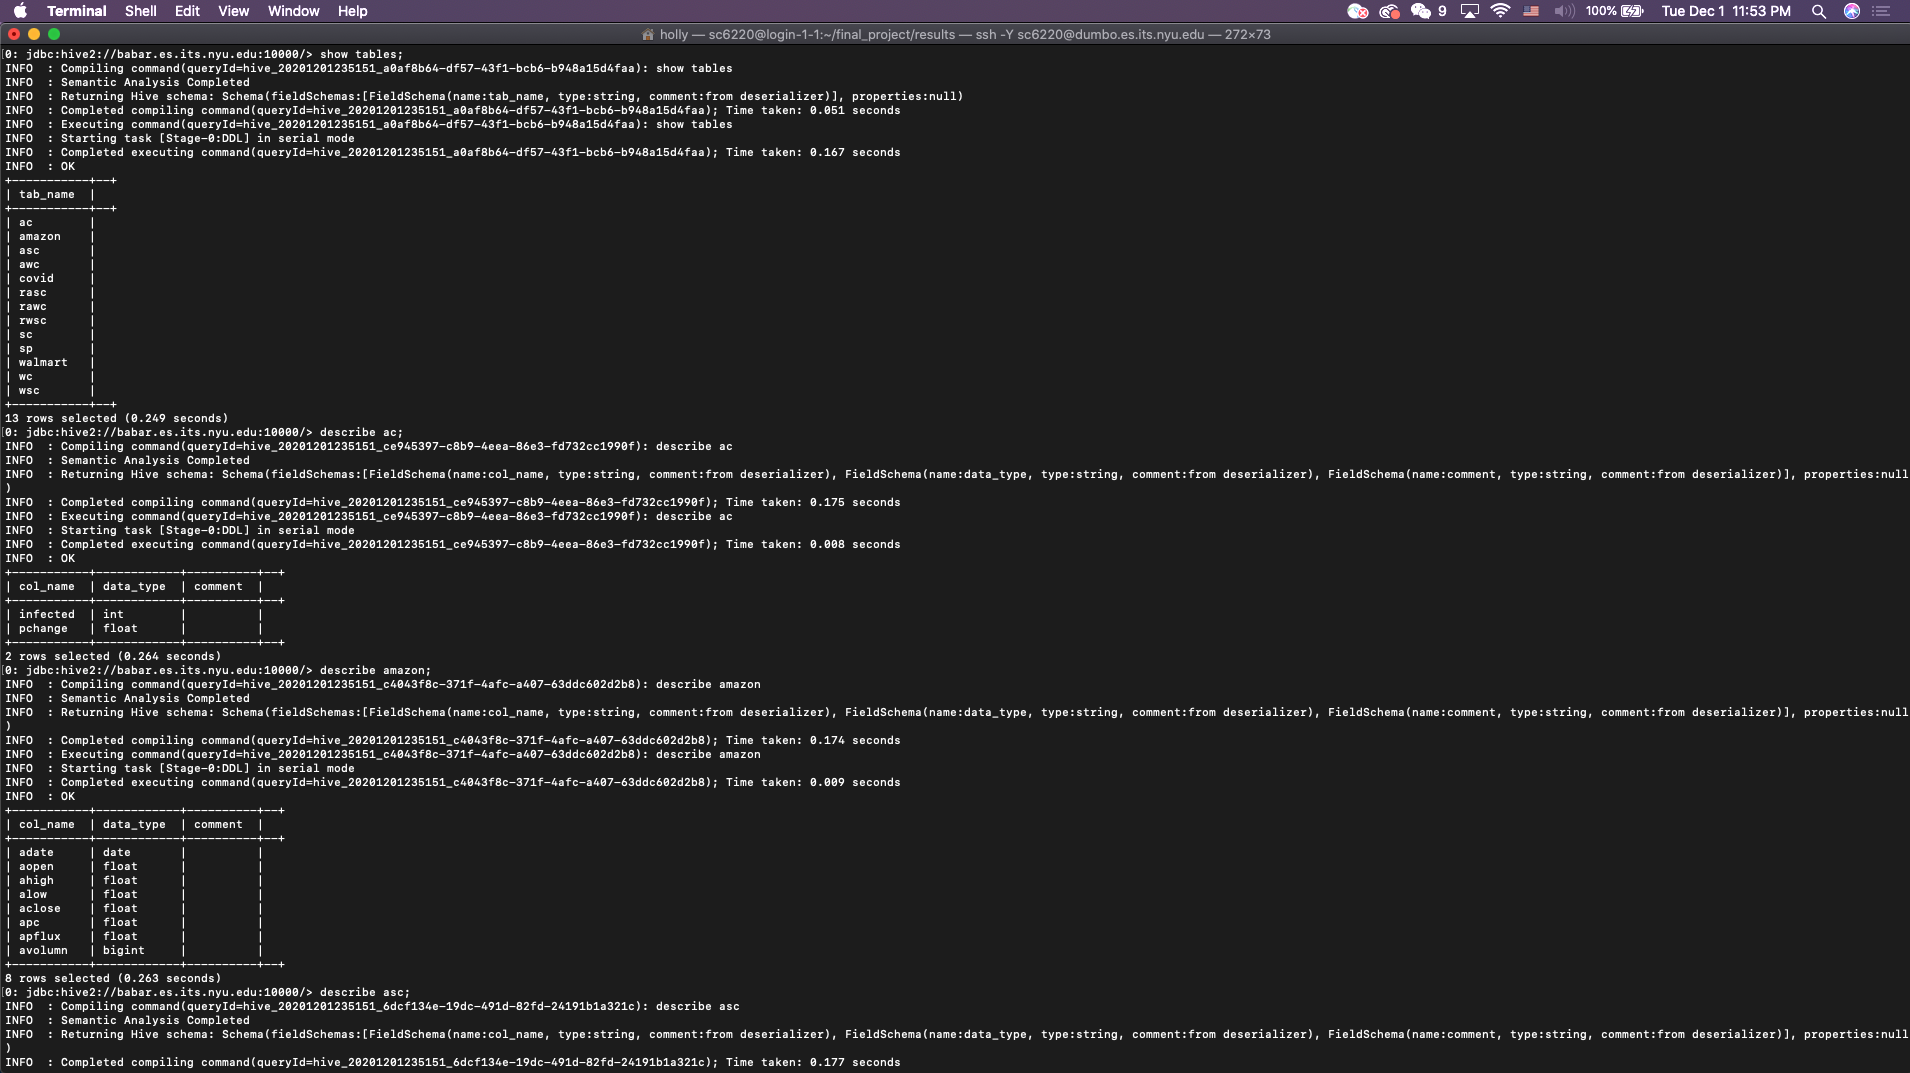 Terminal Shell Edit View Window Help 9 100% Tue Dec 1 11:53 PM
holly — sc6220@login-1-1:~/final_project/results — ssh -Y sc6220@dumbo.es.its.nyu.edu — 272×73
[0: jdbc:hive2://babar.es.its.nyu.edu:10000/> show tables;
INFO  : Compiling command(queryId=hive_20201201235151_a0af8b64-df57-43f1-bcb6-b948a15d4faa): show tables
INFO  : Semantic Analysis Completed
INFO  : Returning Hive schema: Schema(fieldSchemas:[FieldSchema(name:tab_name, type:string, comment:from deserializer)], properties:null)
INFO  : Completed compiling command(queryId=hive_20201201235151_a0af8b64-df57-43f1-bcb6-b948a15d4faa); Time taken: 0.051 seconds
INFO  : Executing command(queryId=hive_20201201235151_a0af8b64-df57-43f1-bcb6-b948a15d4faa): show tables
INFO  : Starting task [Stage-0:DDL] in serial mode
INFO  : Completed executing command(queryId=hive_20201201235151_a0af8b64-df57-43f1-bcb6-b948a15d4faa); Time taken: 0.167 seconds
INFO  : OK
+-----------+--+
| tab_name  |
+-----------+--+
| ac        |
| amazon    |
| asc       |
| awc       |
| covid     |
| rasc      |
| rawc      |
| rwsc      |
| sc        |
| sp        |
| walmart   |
| wc        |
| wsc       |
+-----------+--+
13 rows selected (0.249 seconds)
[0: jdbc:hive2://babar.es.its.nyu.edu:10000/> describe ac;
INFO  : Compiling command(queryId=hive_20201201235151_ce945397-c8b9-4eea-86e3-fd732cc1990f): describe ac
INFO  : Semantic Analysis Completed
INFO  : Returning Hive schema: Schema(fieldSchemas:[FieldSchema(name:col_name, type:string, comment:from deserializer), FieldSchema(name:data_type, type:string, comment:from deserializer), FieldSchema(name:comment, type:string, comment:from deserializer)], properties:null
)
INFO  : Completed compiling command(queryId=hive_20201201235151_ce945397-c8b9-4eea-86e3-fd732cc1990f); Time taken: 0.175 seconds
INFO  : Executing command(queryId=hive_20201201235151_ce945397-c8b9-4eea-86e3-fd732cc1990f): describe ac
INFO  : Starting task [Stage-0:DDL] in serial mode
INFO  : Completed executing command(queryId=hive_20201201235151_ce945397-c8b9-4eea-86e3-fd732cc1990f); Time taken: 0.008 seconds
INFO  : OK
+-----------+------------+----------+--+
| col_name  | data_type  | comment  |
+-----------+------------+----------+--+
| infected  | int        |          |
| pchange   | float      |          |
+-----------+------------+----------+--+
2 rows selected (0.264 seconds)
[0: jdbc:hive2://babar.es.its.nyu.edu:10000/> describe amazon;
INFO  : Compiling command(queryId=hive_20201201235151_c4043f8c-371f-4afc-a407-63ddc602d2b8): describe amazon
INFO  : Semantic Analysis Completed
INFO  : Returning Hive schema: Schema(fieldSchemas:[FieldSchema(name:col_name, type:string, comment:from deserializer), FieldSchema(name:data_type, type:string, comment:from deserializer), FieldSchema(name:comment, type:string, comment:from deserializer)], properties:null
)
INFO  : Completed compiling command(queryId=hive_20201201235151_c4043f8c-371f-4afc-a407-63ddc602d2b8); Time taken: 0.174 seconds
INFO  : Executing command(queryId=hive_20201201235151_c4043f8c-371f-4afc-a407-63ddc602d2b8): describe amazon
INFO  : Starting task [Stage-0:DDL] in serial mode
INFO  : Completed executing command(queryId=hive_20201201235151_c4043f8c-371f-4afc-a407-63ddc602d2b8); Time taken: 0.009 seconds
INFO  : OK
+-----------+------------+----------+--+
| col_name  | data_type  | comment  |
+-----------+------------+----------+--+
| adate     | date       |          |
| aopen     | float      |          |
| ahigh     | float      |          |
| alow      | float      |          |
| aclose    | float      |          |
| apc       | float      |          |
| apflux    | float      |          |
| avolumn   | bigint     |          |
+-----------+------------+----------+--+
8 rows selected (0.263 seconds)
[0: jdbc:hive2://babar.es.its.nyu.edu:10000/> describe asc;
INFO  : Compiling command(queryId=hive_20201201235151_6dcf134e-19dc-491d-82fd-24191b1a321c): describe asc
INFO  : Semantic Analysis Completed
INFO  : Returning Hive schema: Schema(fieldSchemas:[FieldSchema(name:col_name, type:string, comment:from deserializer), FieldSchema(name:data_type, type:string, comment:from deserializer), FieldSchema(name:comment, type:string, comment:from deserializer)], properties:null
)
INFO  : Completed compiling command(queryId=hive_20201201235151_6dcf134e-19dc-491d-82fd-24191b1a321c); Time taken: 0.177 seconds